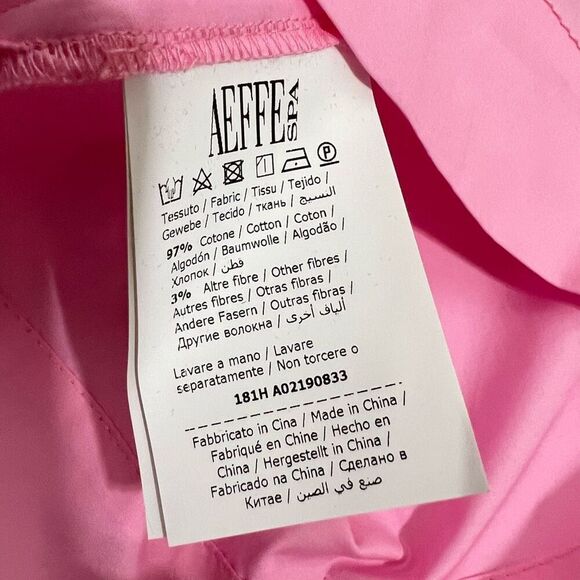 AEFFE SPA
P
Tessuto / Fabric / Tissu / Tejido /
Gewebe / Tecido / ткань / النسيج
97% Cotone / Cotton / Coton /
Algodón / Baumwolle / Algodão /
Хлопок / قطن
3% Altre fibre / Other fibres /
Autres fibres / Otras fibras /
Andere Fasern / Outras fibras /
Другие волокна / ألياف أخرى
Lavare a mano / Lavare
separatamente / Non torcere o
181H A02190833
Fabbricato in Cina / Made in China /
Fabriqué en Chine / Hecho en
China / Hergestellt in China /
Fabricado na China / Сделано в
Китае / صنع في الصين